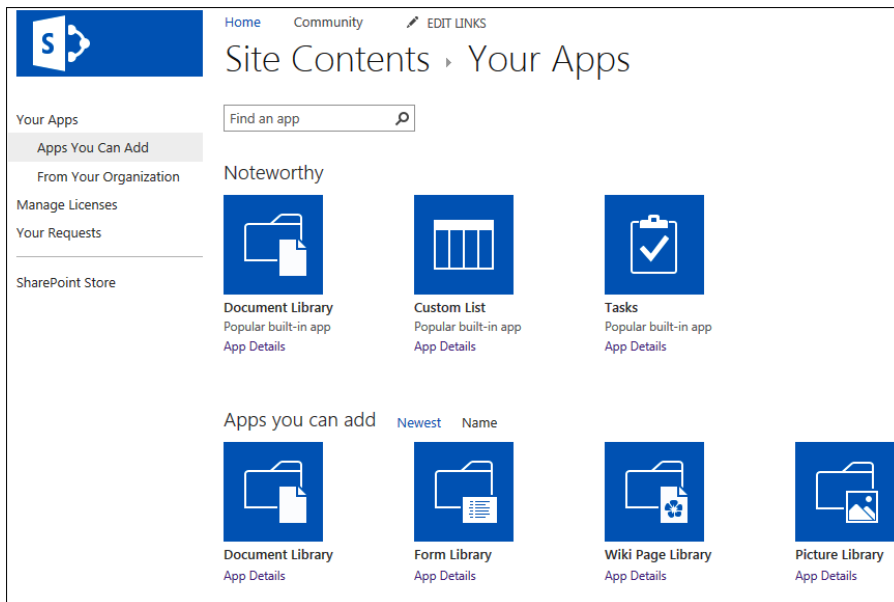 Home Community EDIT LINKS
Site Contents ▸ Your Apps
Find an app
Your Apps
Apps You Can Add
From Your Organization
Manage Licenses
Your Requests
SharePoint Store
Noteworthy
Document Library Custom List Tasks
Popular built-in app Popular built-in app Popular built-in app
App Details App Details App Details
Apps you can add Newest Name
Document Library Form Library Wiki Page Library Picture Library
App Details App Details App Details App Details
S